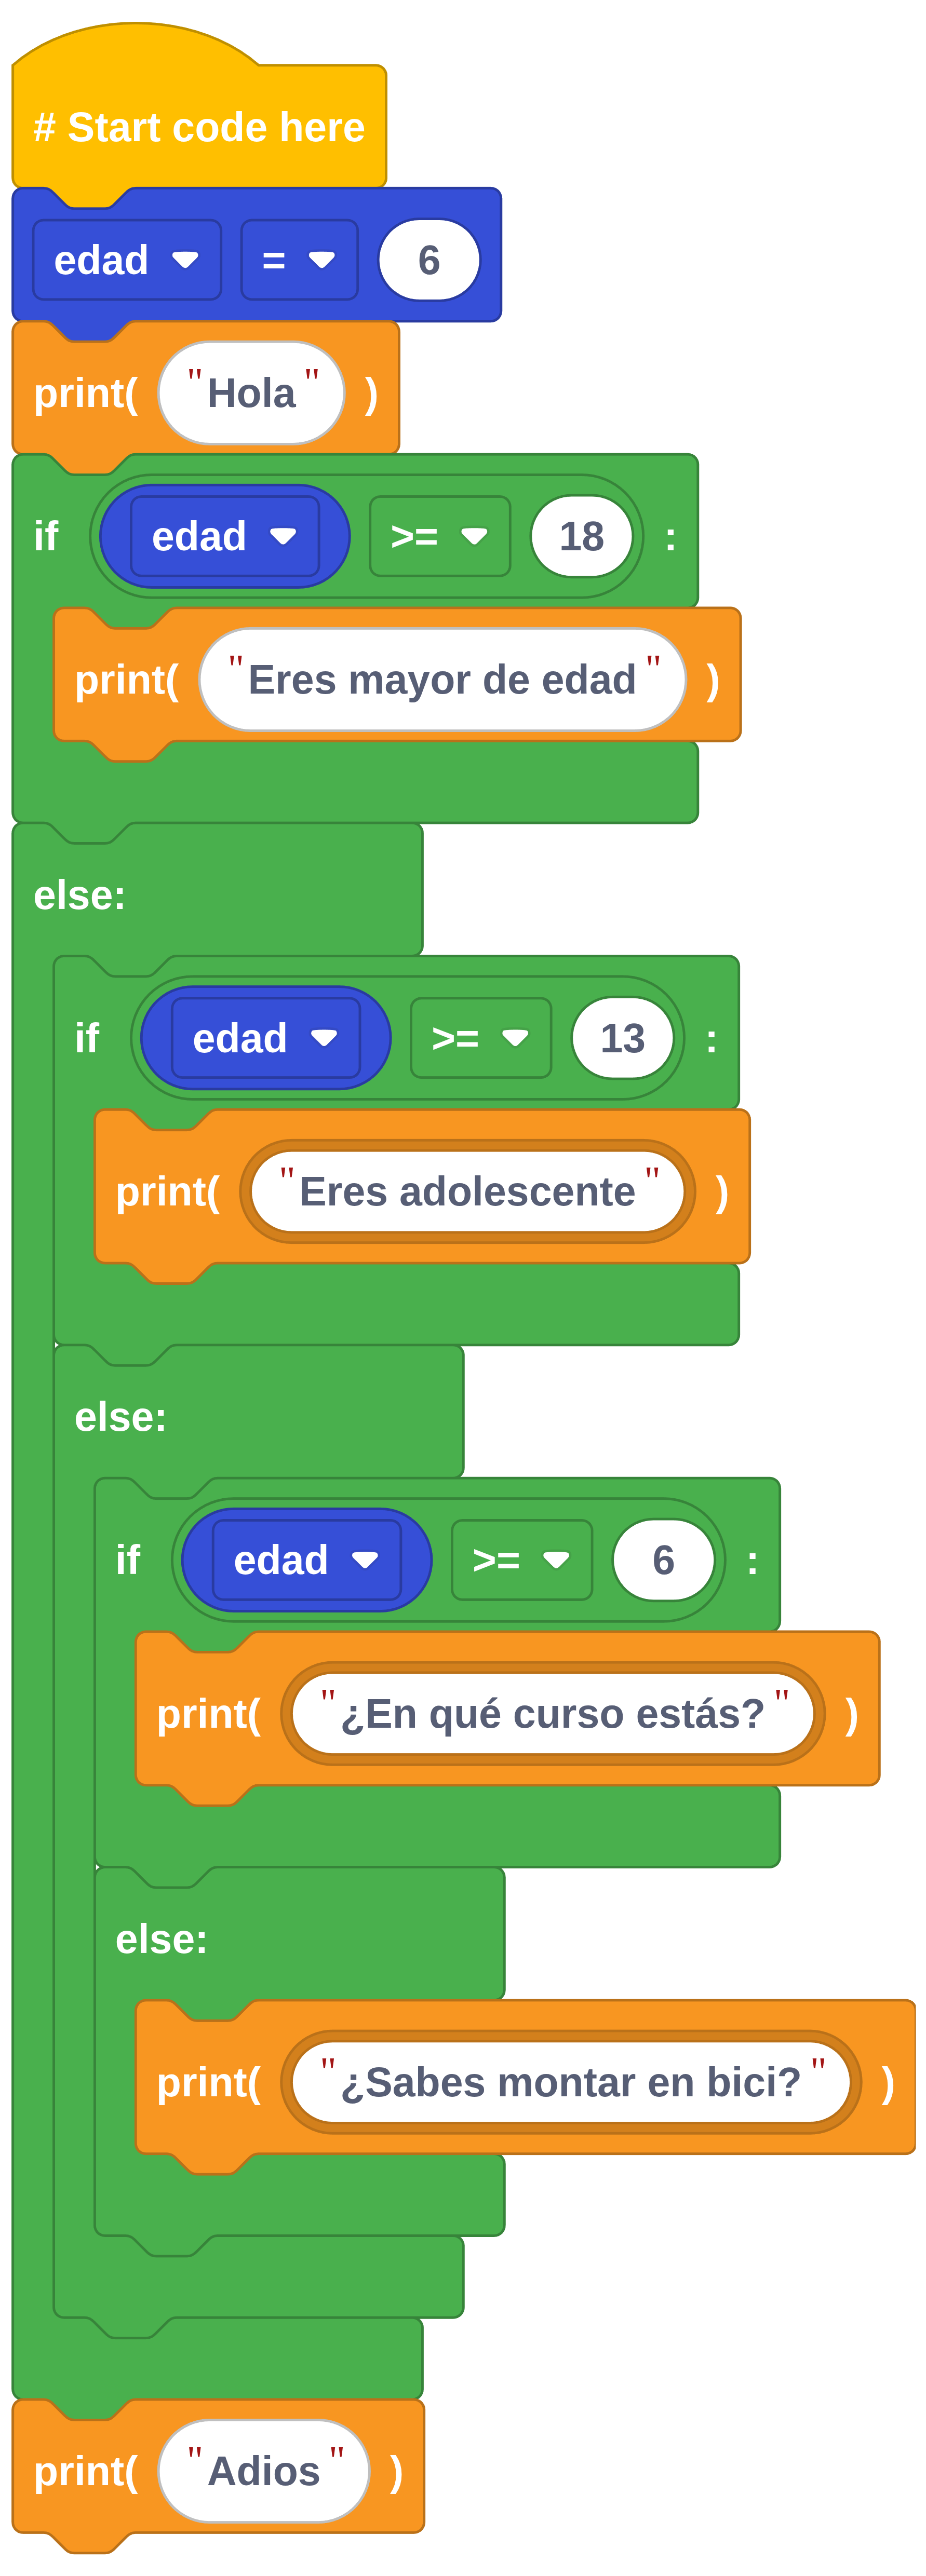 # Start code here
edad = 6
print( "Hola" )
if edad >= 18 :
print( "Eres mayor de edad" )
else:
if edad >= 13 :
print( "Eres adolescente" )
else:
if edad >= 6 :
print( "¿En qué curso estás?" )
else:
print( "¿Sabes montar en bici?" )
print( "Adios" )